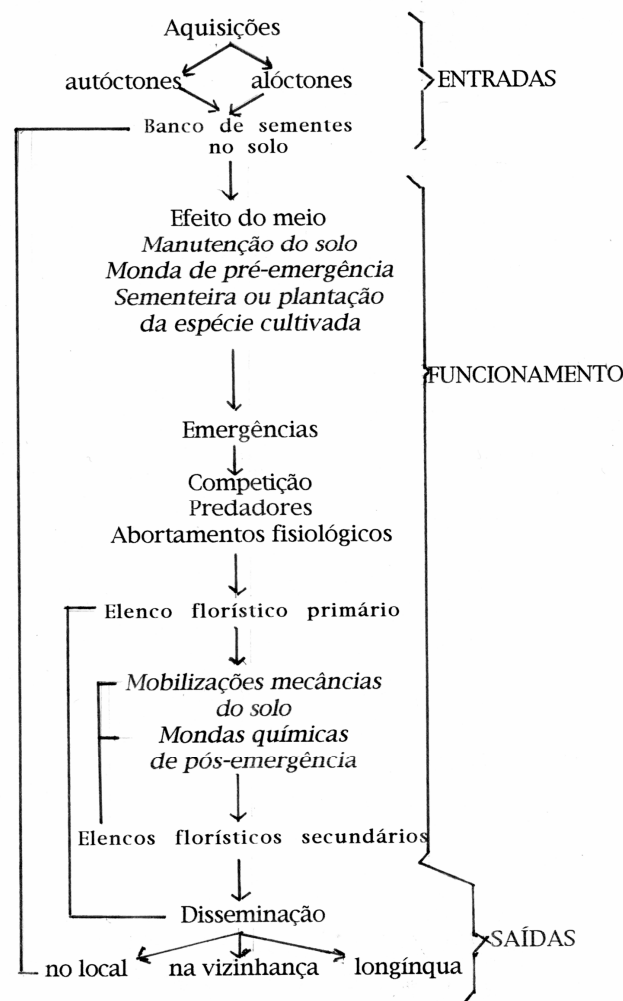 Aquisições
autóctones alóctones
ENTRADAS
Banco de sementes
no solo
Efeito do meio
Manutenção do solo
Monda de pré-emergência
Sementeira ou plantação
da espécie cultivada
FUNCIONAMENTO
Emergências
Competição
Predadores
Abortamentos fisiológicos
Elenco florístico primário
Mobilizações mecâncias
do solo
Mondas químicas
de pós-emergência
Elencos florísticos secundários
Disseminação
SAÍDAS
no local na vizinhança longínqua